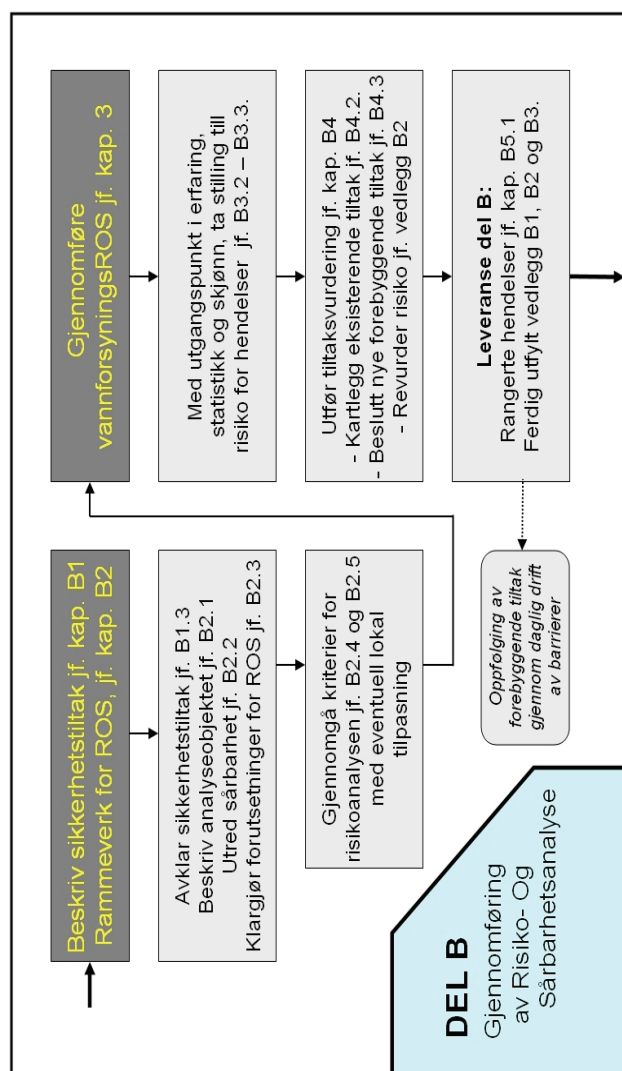 Beskriv sikkerhetstiltak jf. kap. B1
Rammeverk for ROS, jf. kap. B2
Avklar sikkerhetstiltak jf. B1.3
Beskriv analyseobjektet jf. B2.1
Utred sårbarhet jf. B2.2
Klargjør forutsetninger for ROS jf. B2.3
Gjennomgå kriterier for
risikoanalysen jf. B2.4 og B2.5
med eventuell lokal
tilpasning
Gjennomføre
vannforsyningsROS jf. kap. 3
Med utgangspunkt i erfaring,
statistikk og skjønn, ta stilling till
risiko for hendelser jf. B3.2 – B3.3.
Utfør tiltaksvurdering jf. kap. B4
- Kartlegg eksisterende tiltak jf. B4.2.
- Beslutt nye forebyggende tiltak jf. B4.3
- Revurder risiko jf. vedlegg B2
Leveranse del B:
Rangerte hendelser jf. kap. B5.1
Ferdig utfylt vedlegg B1, B2 og B3.
Oppfolging av
forebyggende tiltak
gjennom daglig drift
av barrierer
DEL B
Gjennomføring
av Risiko- Og
Sårbarhetsanalyse